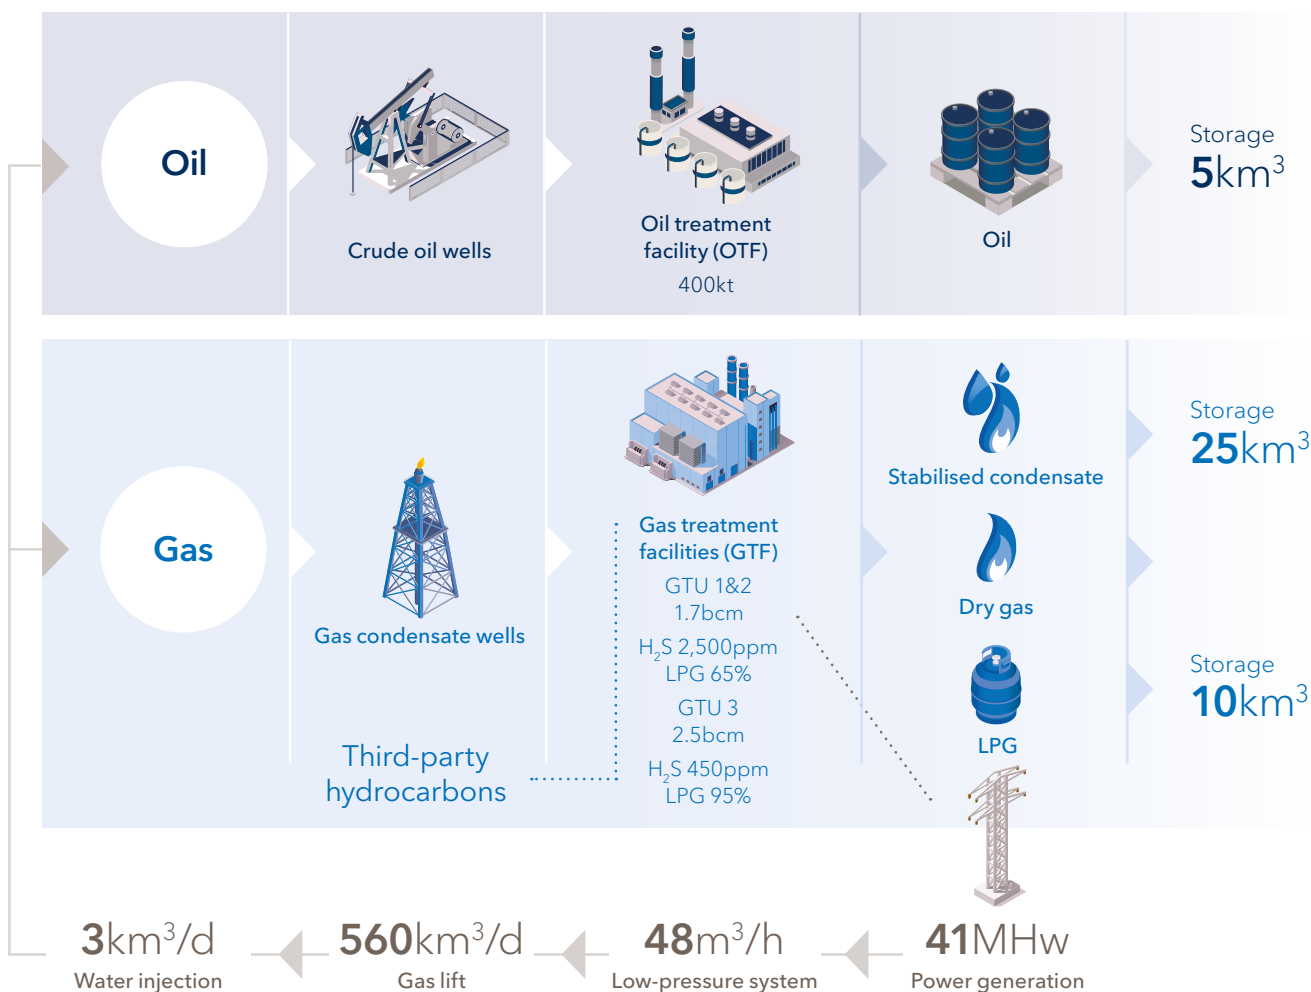 Oil
Crude oil wells
Oil treatment
facility (OTF)
400kt
Oil
Storage
5km³
Gas
Gas condensate wells
Third-party
hydrocarbons
Gas treatment
facilities (GTF)
GTU 1&2
1.7bcm
H₂S 2,500ppm
LPG 65%
GTU 3
2.5bcm
H₂S 450ppm
LPG 95%
Stabilised condensate
Dry gas
LPG
Storage
25km³
Storage
10km³
3km³/d
Water injection
560km³/d
Gas lift
48m³/h
Low-pressure system
41MHw
Power generation